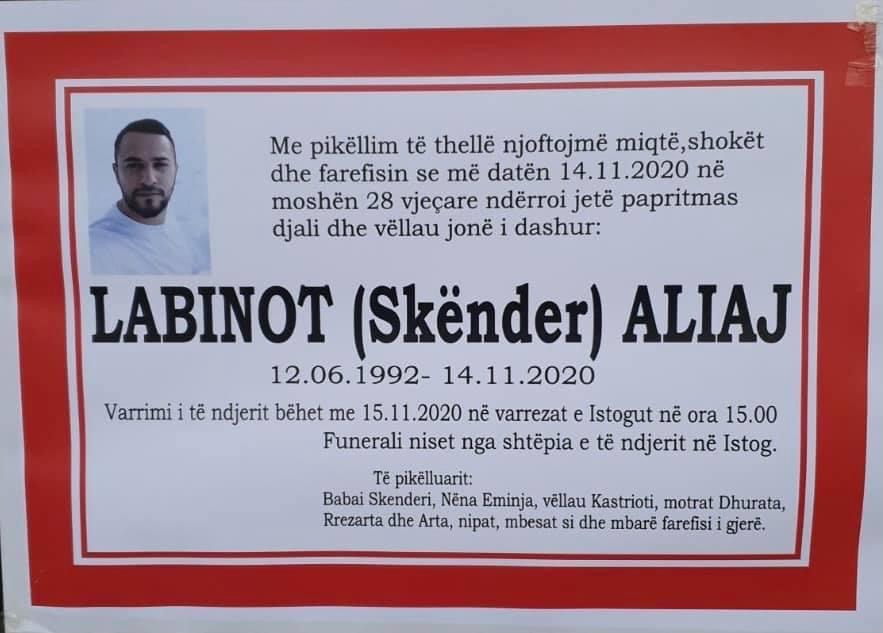 Me pikëllim të thellë njoftojmë miqtë,shokët
dhe farefisin se më datën 14.11.2020 në
moshën 28 vjeçare ndërroi jetë papritmas
djali dhe vëllau jonë i dashur:
LABINOT (Skënder) ALIAJ
12.06.1992- 14.11.2020
Varrimi i të ndjerit bëhet me 15.11.2020 në varrezat e Istogut në ora 15.00
Funerali niset nga shtëpia e të ndjerit në Istog.
Të pikëlluarit:
Babai Skenderi, Nëna Eminja, vëllau Kastrioti, motrat Dhurata,
Rrezarta dhe Arta, nipat, mbesat si dhe mbarë farefisi i gjerë.